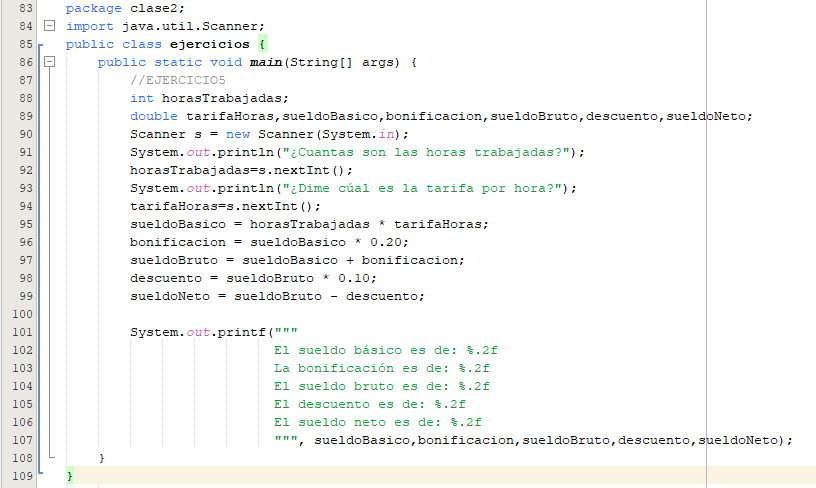 83 package clase2;
84 import java.util.Scanner;
85 public class ejercicios {
86 public static void main(String[] args) {
87 //EJERCICIO5
88 int horasTrabajadas;
89 double tarifaHoras,sueldoBasico,bonificacion,sueldoBruto,descuento,sueldoNeto;
90 Scanner s = new Scanner(System.in);
91 System.out.println("¿Cuantas son las horas trabajadas?");
92 horasTrabajadas=s.nextInt();
93 System.out.println("¿Dime cúal es la tarifa por hora?");
94 tarifaHoras=s.nextInt();
95 sueldoBasico = horasTrabajadas * tarifaHoras;
96 bonificacion = sueldoBasico * 0.20;
97 sueldoBruto = sueldoBasico + bonificacion;
98 descuento = sueldoBruto * 0.10;
99 sueldoNeto = sueldoBruto - descuento;
100
101 System.out.printf("""
102 El sueldo básico es de: %.2f
103 La bonificación es de: %.2f
104 El sueldo bruto es de: %.2f
105 El descuento es de: %.2f
106 El sueldo neto es de: %.2f
107 """, sueldoBasico,bonificacion,sueldoBruto,descuento,sueldoNeto);
108 }
109 }